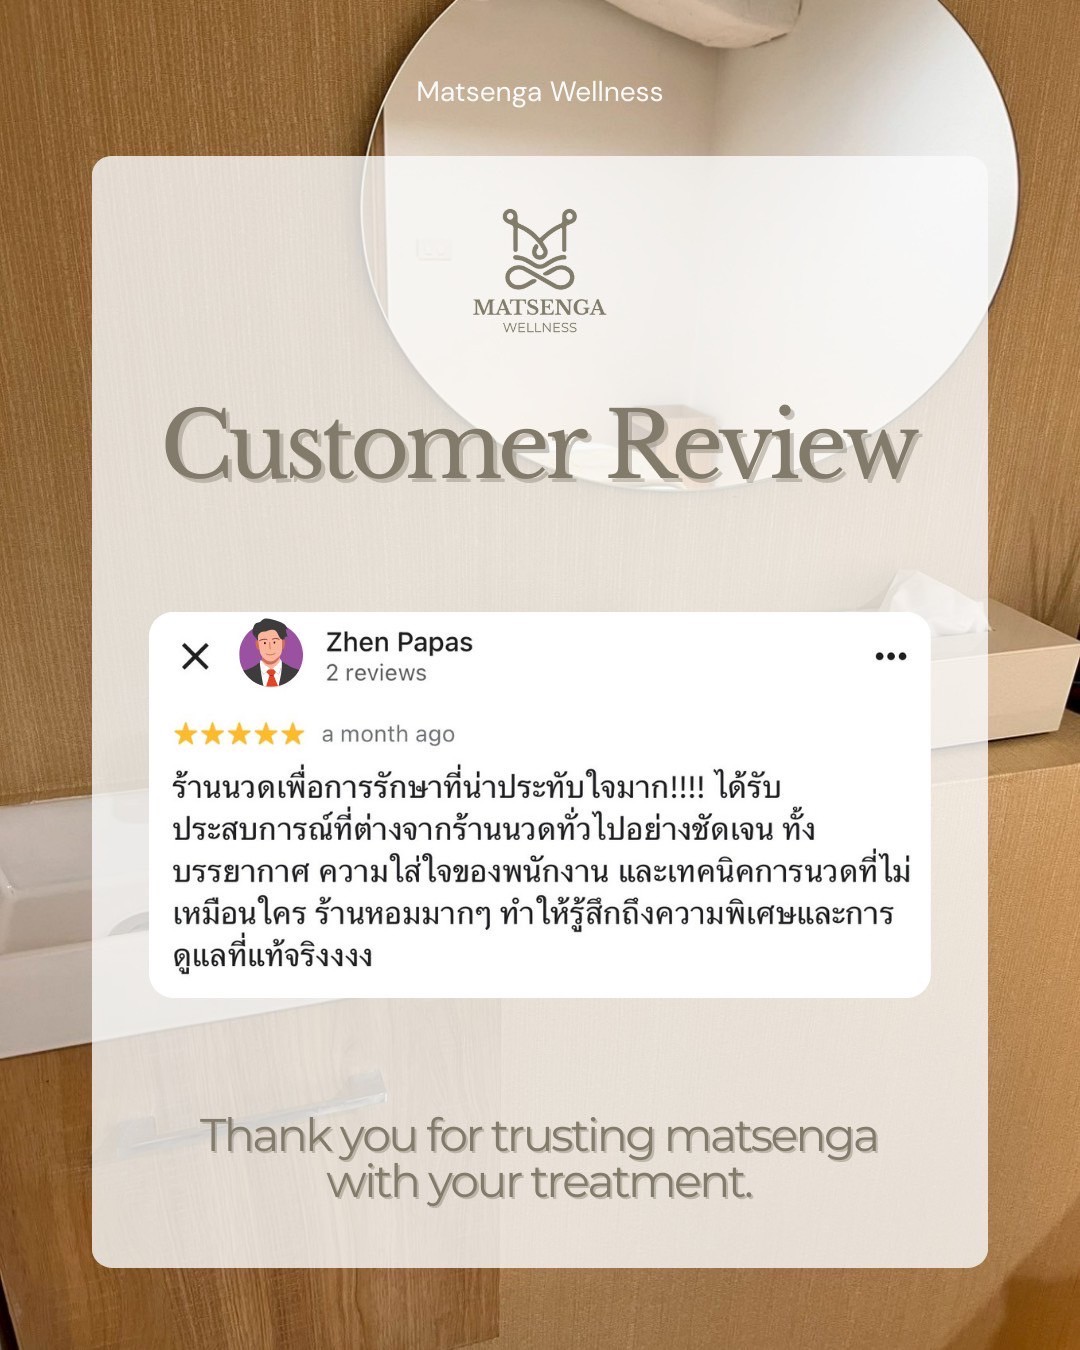 Matsenga Wellness
MATSENGA
WELLNESS
Customer Review
Zhen Papas
2 reviews
a month ago
ร้านนวดเพื่อการรักษาที่น่าประทับใจมาก!!!! ได้รับ
ประสบการณ์ที่ต่างจากร้านนวดทั่วไปอย่างชัดเจน ทั้ง
บรรยากาศ ความใส่ใจของพนักงาน และเทคนิคการนวดที่ไม่
เหมือนใคร ร้านหอมมากๆ ทำให้รู้สึกถึงความพิเศษและการ
ดูแลที่แท้จริงงงง
Thank you for trusting matsenga
with your treatment.